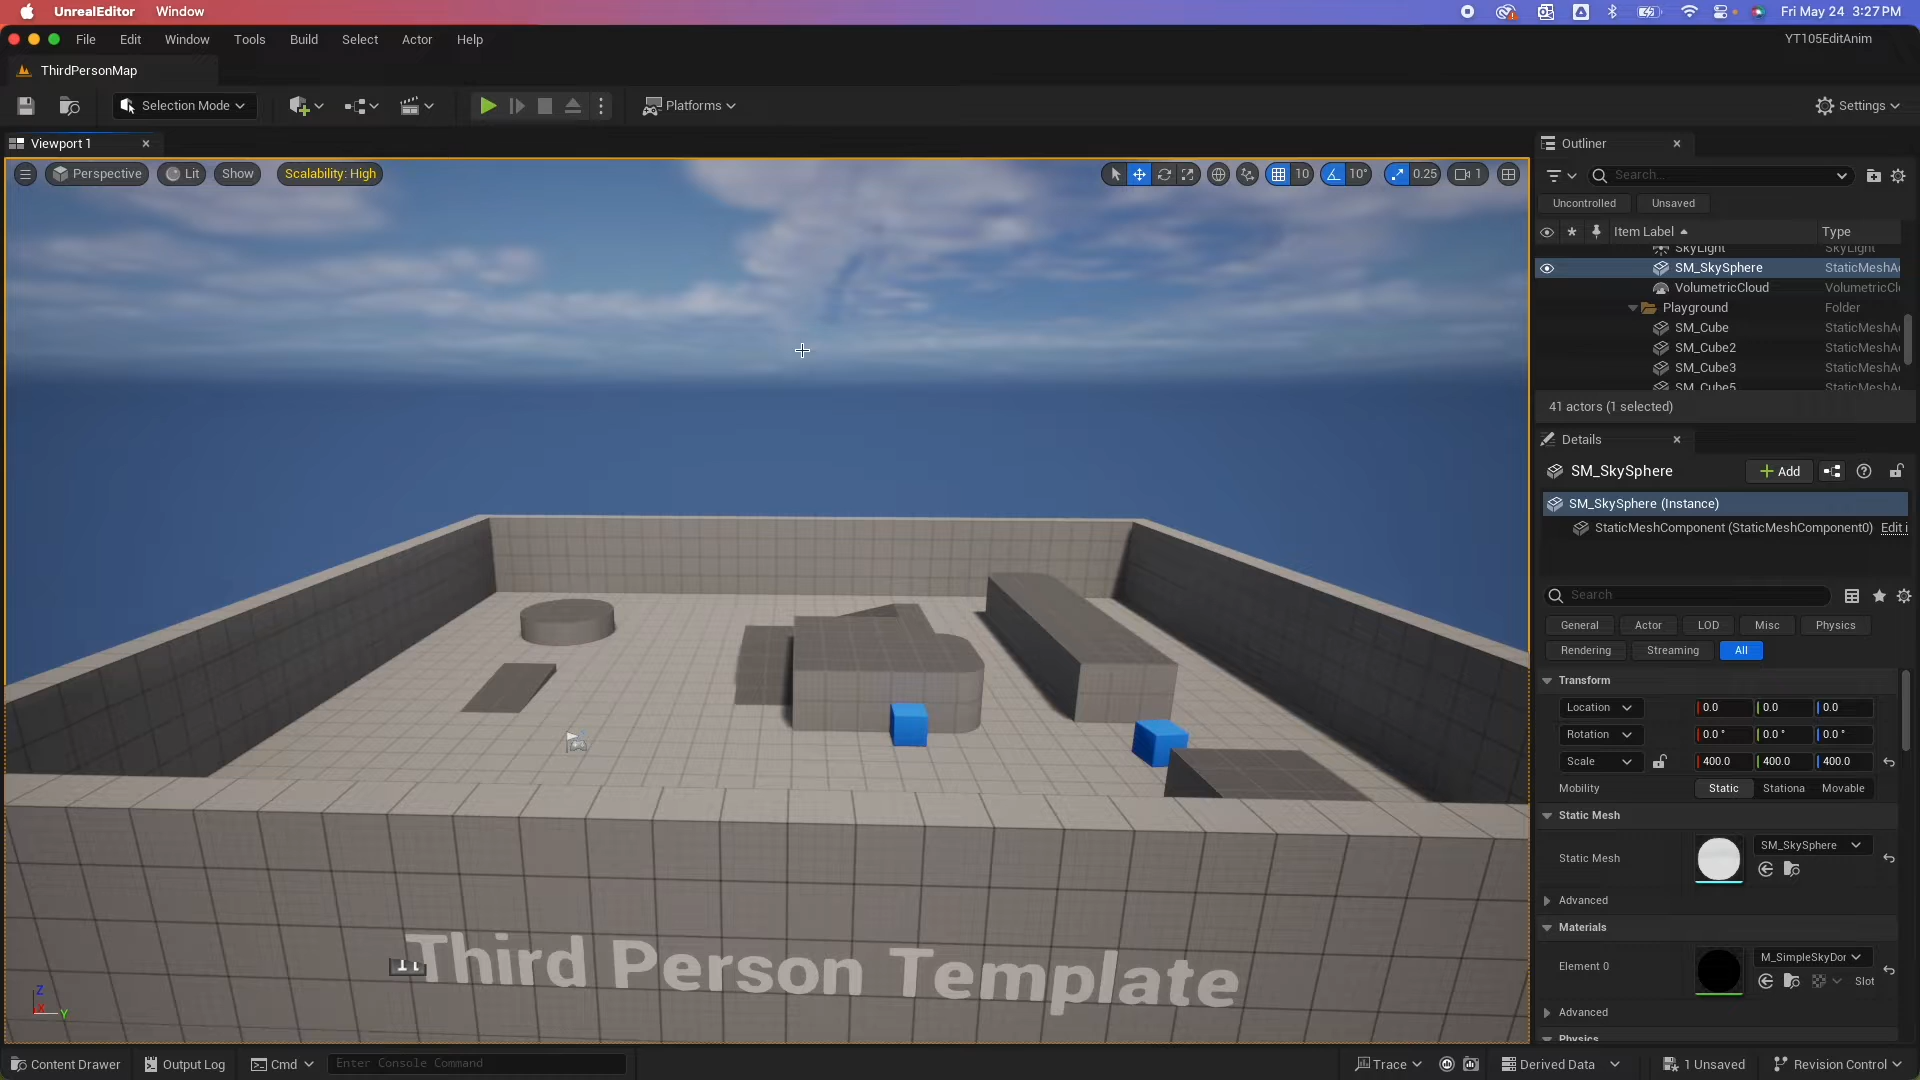 UnrealEditor Window
Fri May 24 3:27 PM
File Edit Window Tools Build Select Actor Help
YT105EditAnim
ThirdPersonMap
Selection Mode
Platforms
Settings
Viewport 1
Outliner
Perspective Lit Show Scalability: High
10 10° 0.25 1
Search...
Uncontrolled Unsaved
Item Label Type
SkyLight SkyLight
SM_SkySphere StaticMeshA
VolumetricCloud VolumetricCl
Playground Folder
SM_Cube StaticMeshA
SM_Cube2 StaticMeshA
SM_Cube3 StaticMeshA
SM_Cube5 StaticMeshA
41 actors (1 selected)
Details
SM_SkySphere
Add
SM_SkySphere (Instance)
StaticMeshComponent (StaticMeshComponent0) Edit i
Search
General Actor LOD Misc Physics
Rendering Streaming All
Transform
Location 0.0 0.0 0.0
Rotation 0.0 ° 0.0 ° 0.0 °
Scale 400.0 400.0 400.0
Mobility Static Stationa Movable
Static Mesh
Static Mesh SM_SkySphere
Advanced
Materials
Element 0 M_SimpleSkyDor
Slot
Advanced
Physics
Third Person Template
Z
X
Y
Content Drawer Output Log Cmd Enter Console Command
Trace Derived Data 1 Unsaved Revision Control